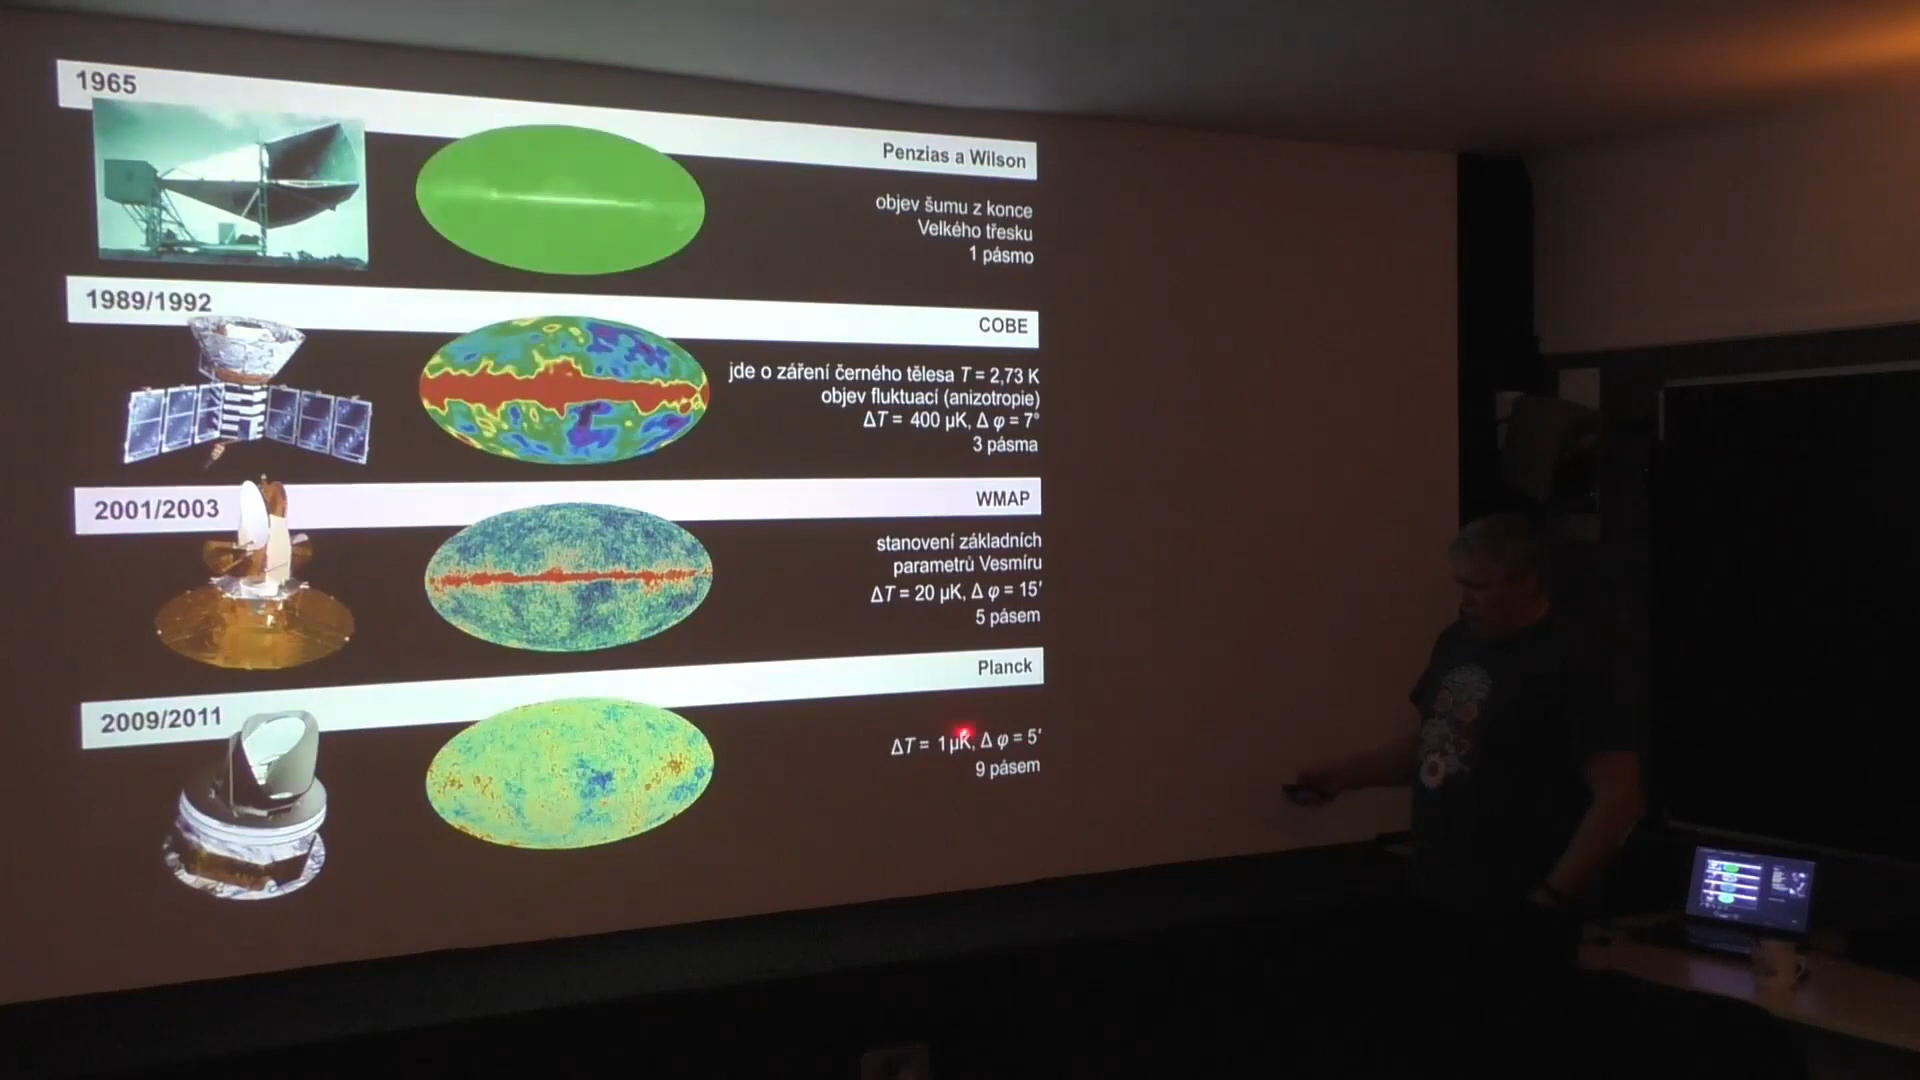 1965
Penzias a Wilson
objev šumu z konce
Velkého třesku
1 pásmo
1989/1992
COBE
jde o záření černého tělesa T = 2,73 K
objev fluktuací (anizotropie)
ΔT = 400 µK, Δ φ = 7°
3 pásma
2001/2003
WMAP
stanovení základních
parametrů Vesmíru
ΔT = 20 µK, Δ φ = 15′
5 pásem
2009/2011
Planck
ΔT = 1 µK, Δ φ = 5′
9 pásem